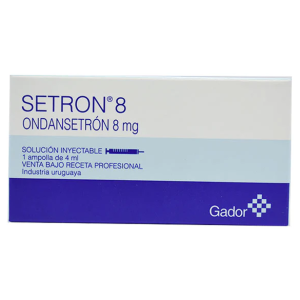 SETRON® 8
ONDANSETRÓN 8 mg
SOLUCIÓN INYECTABLE
1 ampolla de 4 ml
VENTA BAJO RECETA PROFESIONAL
Industria uruguaya
Gador